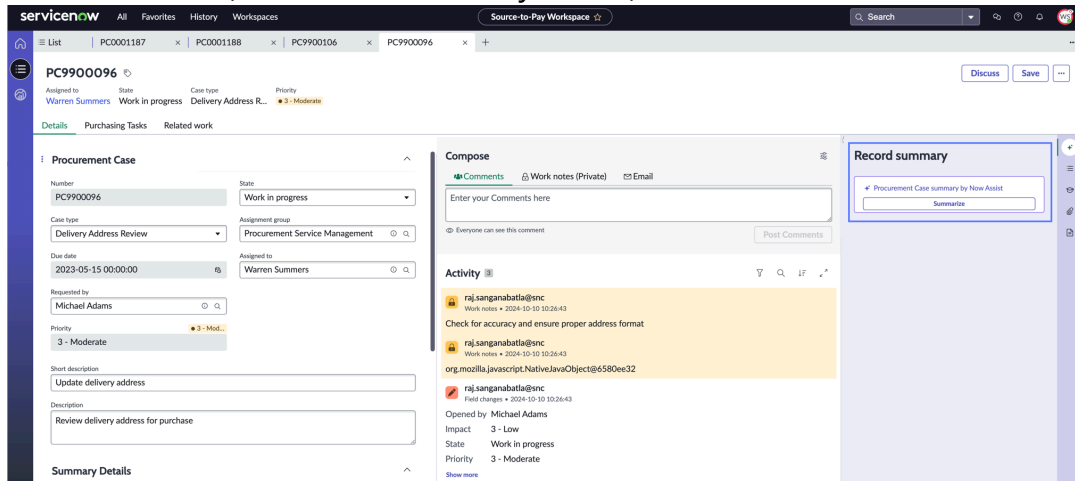 servicenow All Favorites History Workspaces Source-to-Pay Workspace Search WS
List PC0001187 × PC0001188 × PC9900106 × PC9900096 × +
PC9900096
Discuss Save
Assigned to State Case type Priority
Warren Summers Work in progress Delivery Address R... 3 - Moderate
Details Purchasing Tasks Related work
Procurement Case
Number State
PC9900096 Work in progress
Case type Assignment group
Delivery Address Review Procurement Service Management
Due date Assigned to
2023-05-15 00:00:00 Warren Summers
Requested by
Michael Adams
Priority 3 - Mod...
3 - Moderate
Short description
Update delivery address
Description
Review delivery address for purchase
Summary Details
Compose
Comments Work notes (Private) Email
Enter your Comments here
Everyone can see this comment Post Comments
Activity 3
raj.sanganabatla@snc
Work notes • 2024-10-10 10:26:43
Check for accuracy and ensure proper address format
raj.sanganabatla@snc
Work notes • 2024-10-10 10:26:43
org.mozilla.javascript.NativeJavaObject@6580ee32
raj.sanganabatla@snc
Field changes • 2024-10-10 10:26:43
Opened by Michael Adams
Impact 3 - Low
State Work in progress
Priority 3 - Moderate
Show more
Record summary
Procurement Case summary by Now Assist
Summarize